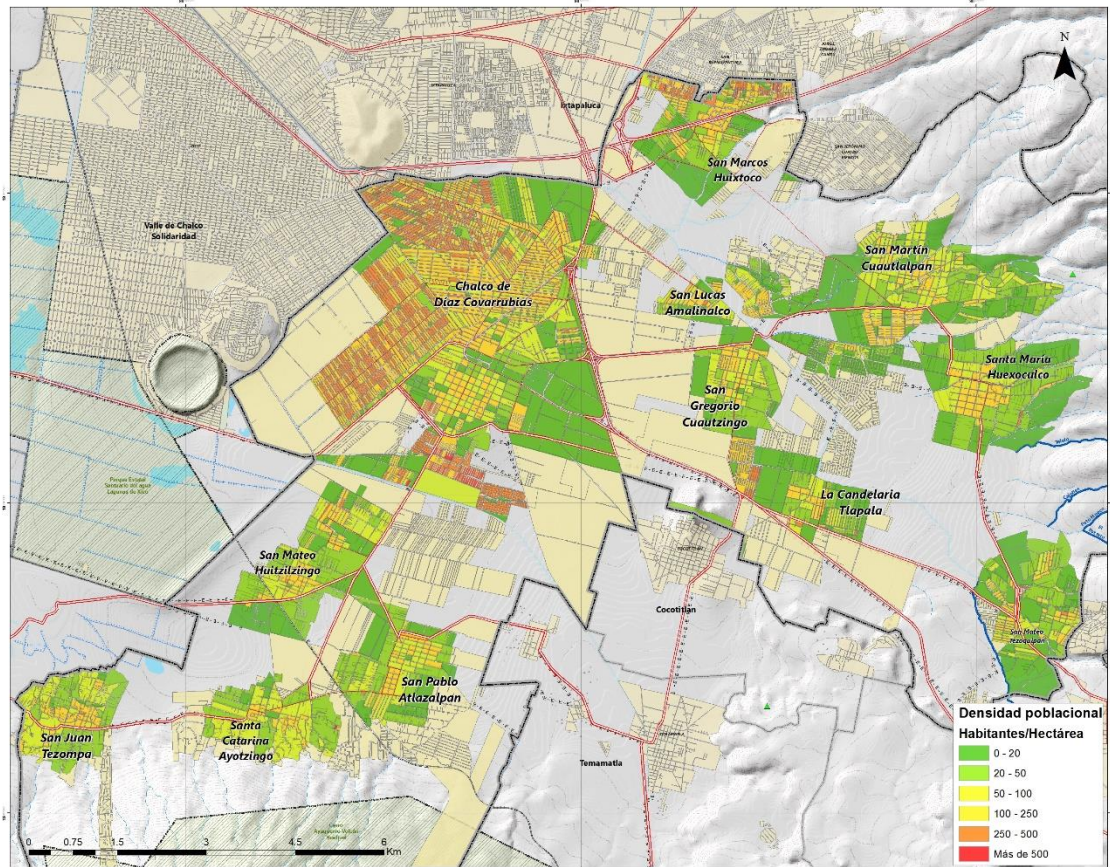 N
Ixtapaluca
San Marcos
Huixtoco
Valle de Chalco
Solidaridad
San Martín
Cuautlalpan
Chalco de
Díaz Covarrubias
San Lucas
Amalinalco
Santa María
Huexoculco
San
Gregorio
Cuautzingo
La Candelaria
Tlapala
San Mateo
Huitzilzingo
Cocotitlan
San Mateo
Tezoquipan
San Pablo
Atlazalpan
San Juan
Tezompa
Santa
Catarina
Ayotzingo
Temamatla
Densidad poblacional
Habitantes/Hectárea
0 - 20
20 - 50
50 - 100
100 - 250
250 - 500
Más de 500
0 0.75 1.5 3 4.5 6
Km